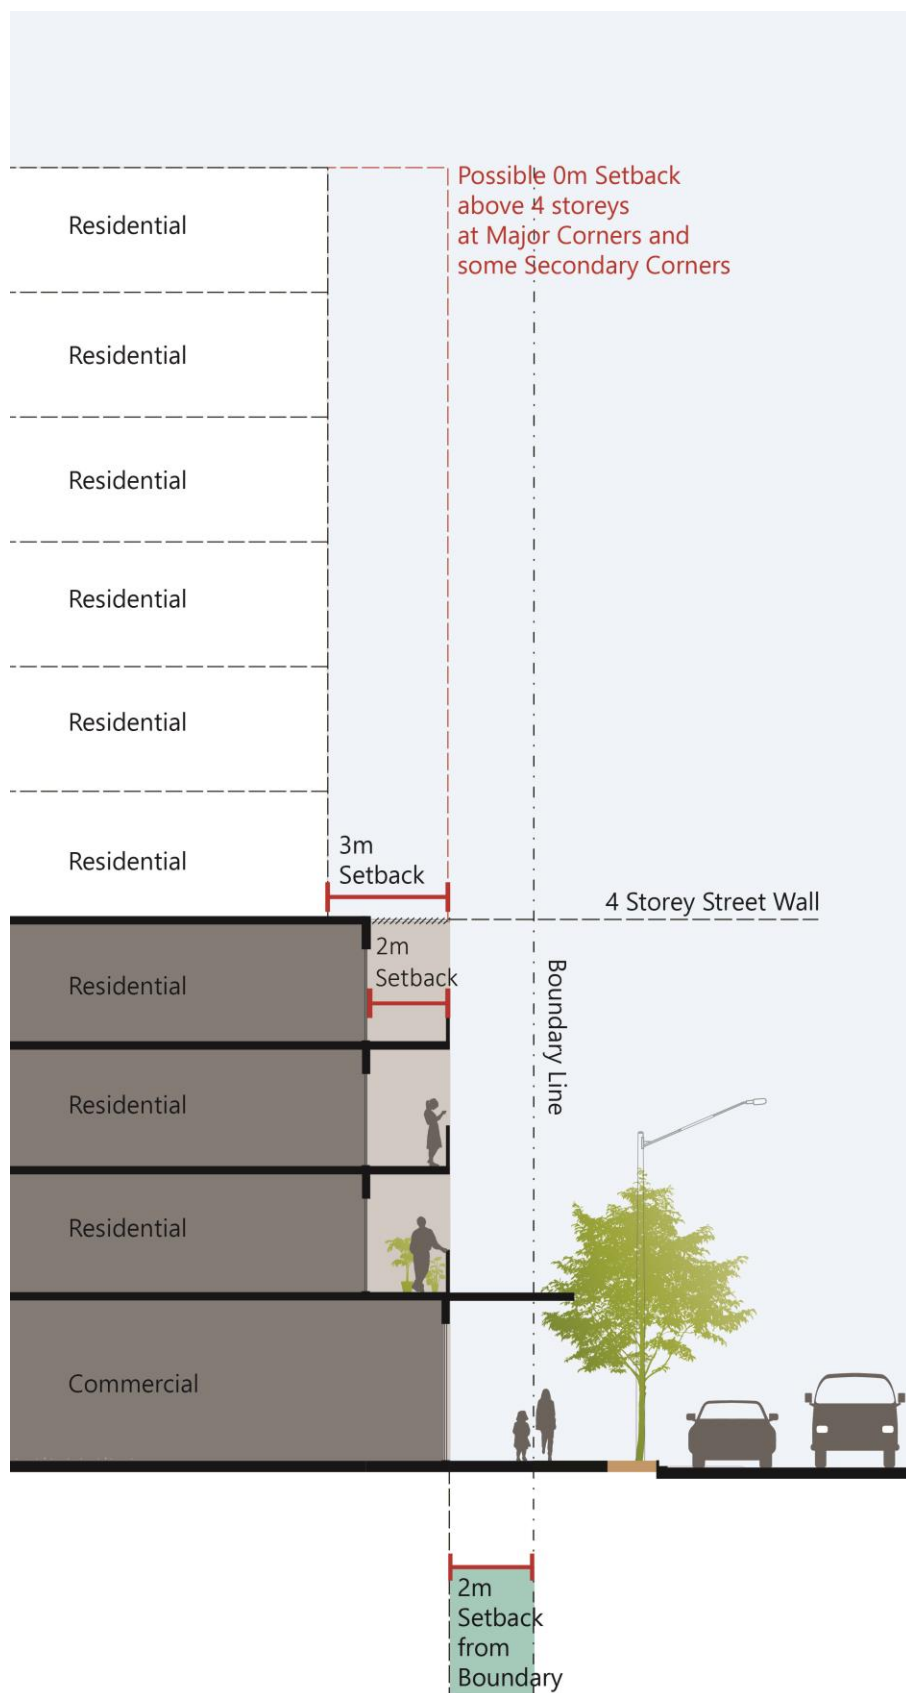 Possible 0m Setback
above 4 storeys
at Major Corners and
some Secondary Corners
Residential
Residential
Residential
Residential
Residential
Residential
3m
Setback
4 Storey Street Wall
2m
Setback
Residential
Boundary Line
Residential
Residential
Commercial
2m
Setback
from
Boundary